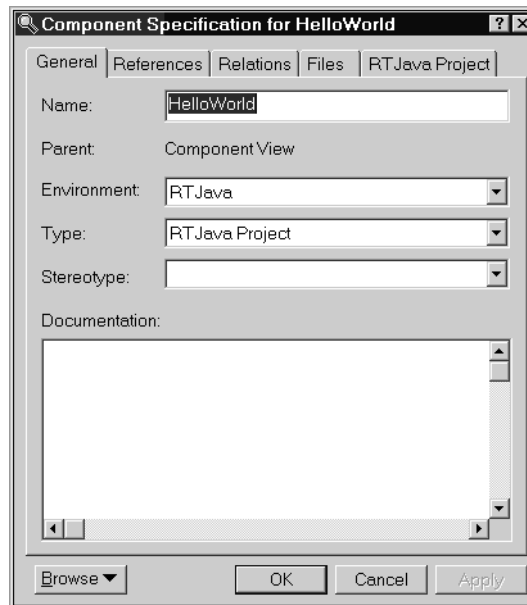 Component Specification for HelloWorld
General References Relations Files RTJava Project
Name: HelloWorld
Parent: Component View
Environment: RTJava
Type: RTJava Project
Stereotype:
Documentation:
Browse OK Cancel Apply